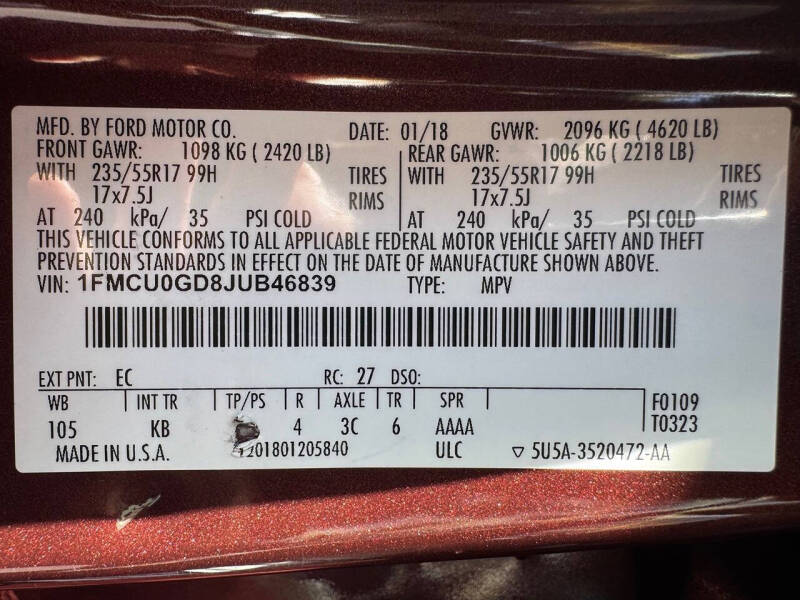 MFD. BY FORD MOTOR CO. DATE: 01/18 GVWR: 2096 KG ( 4620 LB)
FRONT GAWR: 1098 KG ( 2420 LB) REAR GAWR: 1006 KG ( 2218 LB)
WITH 235/55R17 99H TIRES WITH 235/55R17 99H TIRES
17x7.5J RIMS 17x7.5J RIMS
AT 240 kPa/ 35 PSI COLD AT 240 kPa/ 35 PSI COLD
THIS VEHICLE CONFORMS TO ALL APPLICABLE FEDERAL MOTOR VEHICLE SAFETY AND THEFT
PREVENTION STANDARDS IN EFFECT ON THE DATE OF MANUFACTURE SHOWN ABOVE.
VIN: 1FMCU0GD8JUB46839 TYPE: MPV
EXT PNT: EC RC: 27 DSO:
WB INT TR TP/PS R AXLE TR SPR F0109
105 KB 4 3C 6 AAAA T0323
MADE IN U.S.A. 201801205840 ULC ▽ 5U5A-3520472-AA